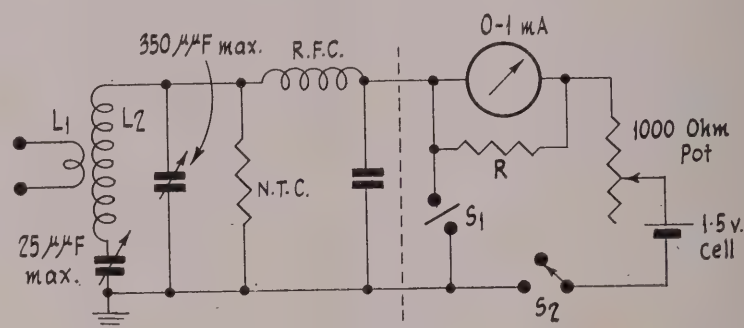 350 μμF max.
R.F.C.
0-1 mA
L1
L2
1000 Ohm
Pot
N.T.C.
R
S1
25 μμF
max.
1·5 v.
Cell
S2